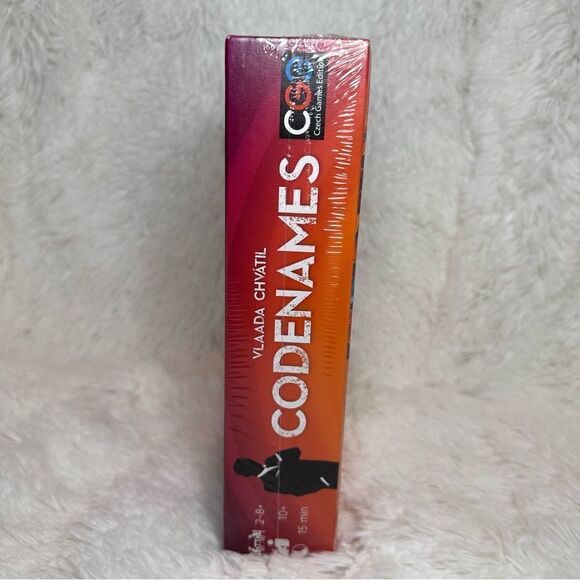 VLAADA CHVÁTIL
CODENAMES
CGE
Czech Games Edition
2–8+
10+
15 min